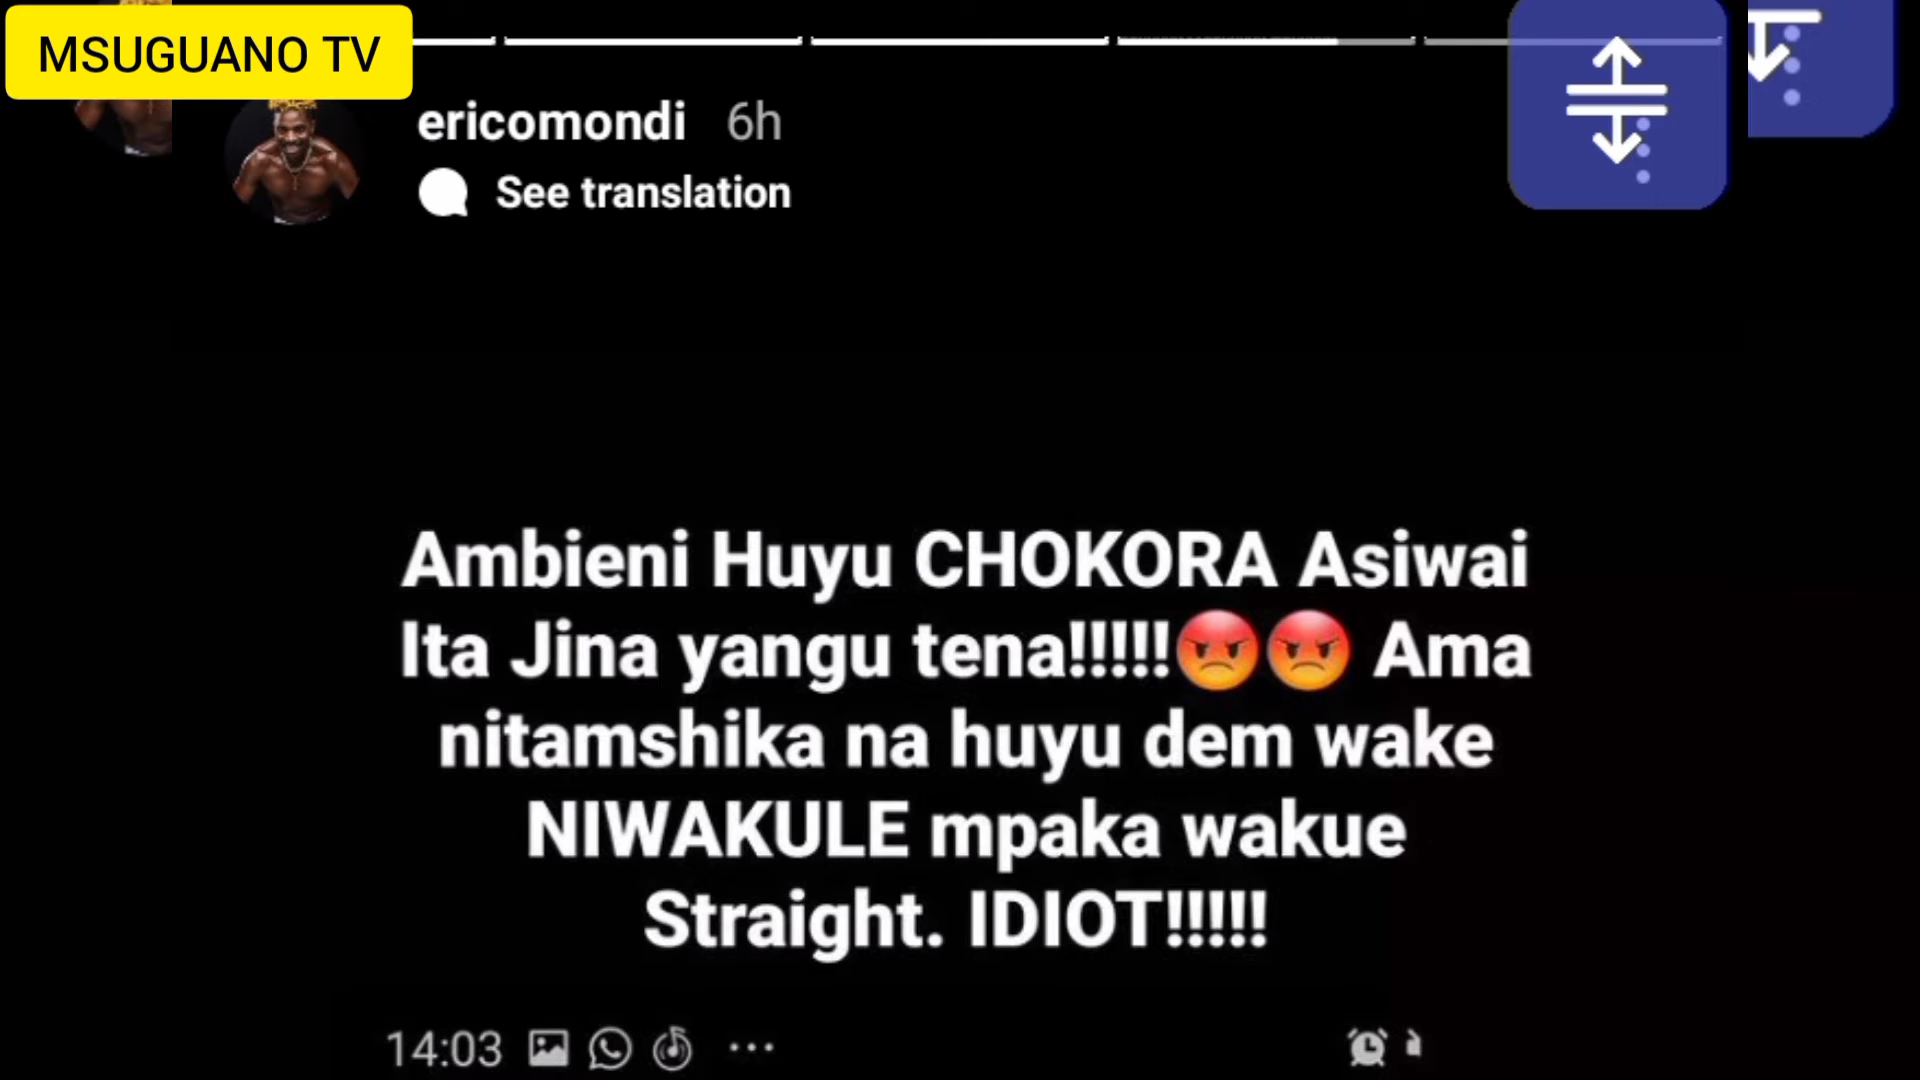 MSUGUANO TV
ericomondi 6h
See translation
Ambieni Huyu CHOKORA Asiwai
Ita Jina yangu tena!!!!!😡😡 Ama
nitamshika na huyu dem wake
NIWAKULE mpaka wakue
Straight. IDIOT!!!!!
14:03